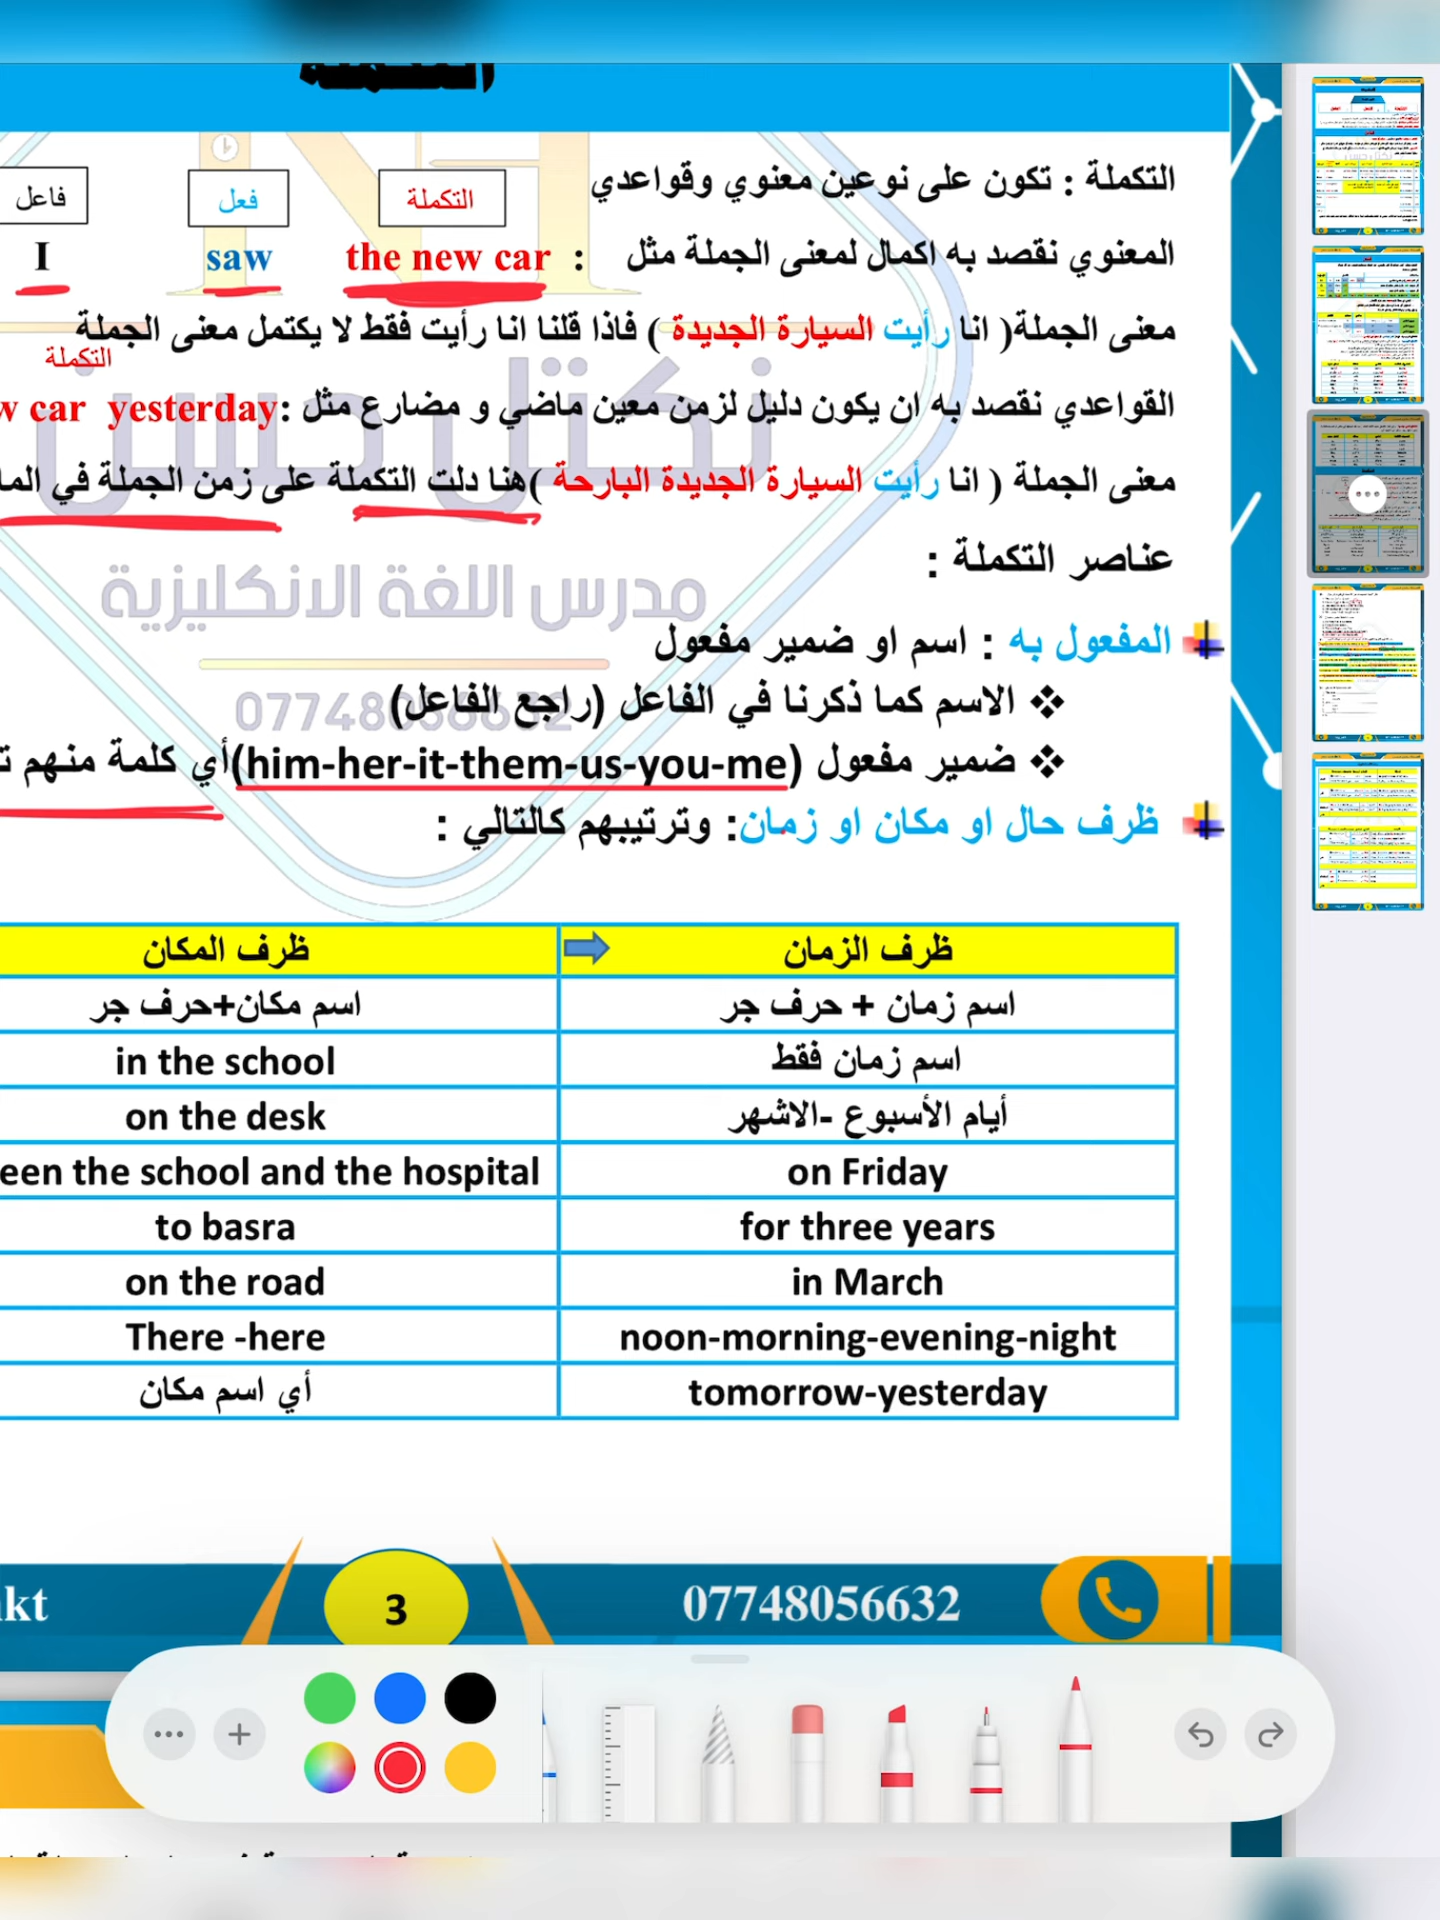 التكملة : تكون على نوعين معنوي وقواعدي
التكملة
فعل
فاعل
المعنوي نقصد به اكمال لمعنى الجملة مثل :
I saw the new car
معنى الجملة( انا رأيت السيارة الجديدة ) فاذا قلنا انا رأيت فقط لا يكتمل معنى الجملة
التكملة
القواعدي نقصد به ان يكون دليل لزمن معين ماضي و مضارع مثل :
car yesterday
معنى الجملة ( انا رأيت السيارة الجديدة البارحة )هنا دلت التكملة على زمن الجملة في
عناصر التكملة :
المفعول به : اسم او ضمير مفعول
❖ الاسم كما ذكرنا في الفاعل (راجع الفاعل)
❖ ضمير مفعول (him-her-it-them-us-you-me)أي كلمة منهم
ظرف حال او مكان او زمان: وترتيبهم كالتالي :
نكتل حسن
مدرس اللغة الانكليزية
ظرف الزمان
ظرف المكان
اسم زمان + حرف جر
اسم مكان+حرف جر
اسم زمان فقط
in the school
أيام الأسبوع -الاشهر
on the desk
on Friday
een the school and the hospital
for three years
to basra
in March
on the road
noon-morning-evening-night
There -here
tomorrow-yesterday
أي اسم مكان
kt
3
07748056632